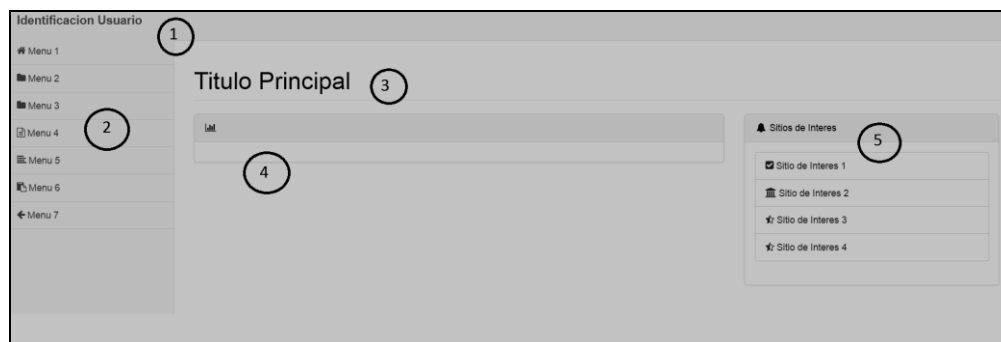 Identificacion Usuario
1
Menu 1
Menu 2
Menu 3
Menu 4
2
Menu 5
Menu 6
Menu 7
Titulo Principal
3
4
Sitios de Interes
5
Sitio de Interes 1
Sitio de Interes 2
Sitio de Interes 3
Sitio de Interes 4